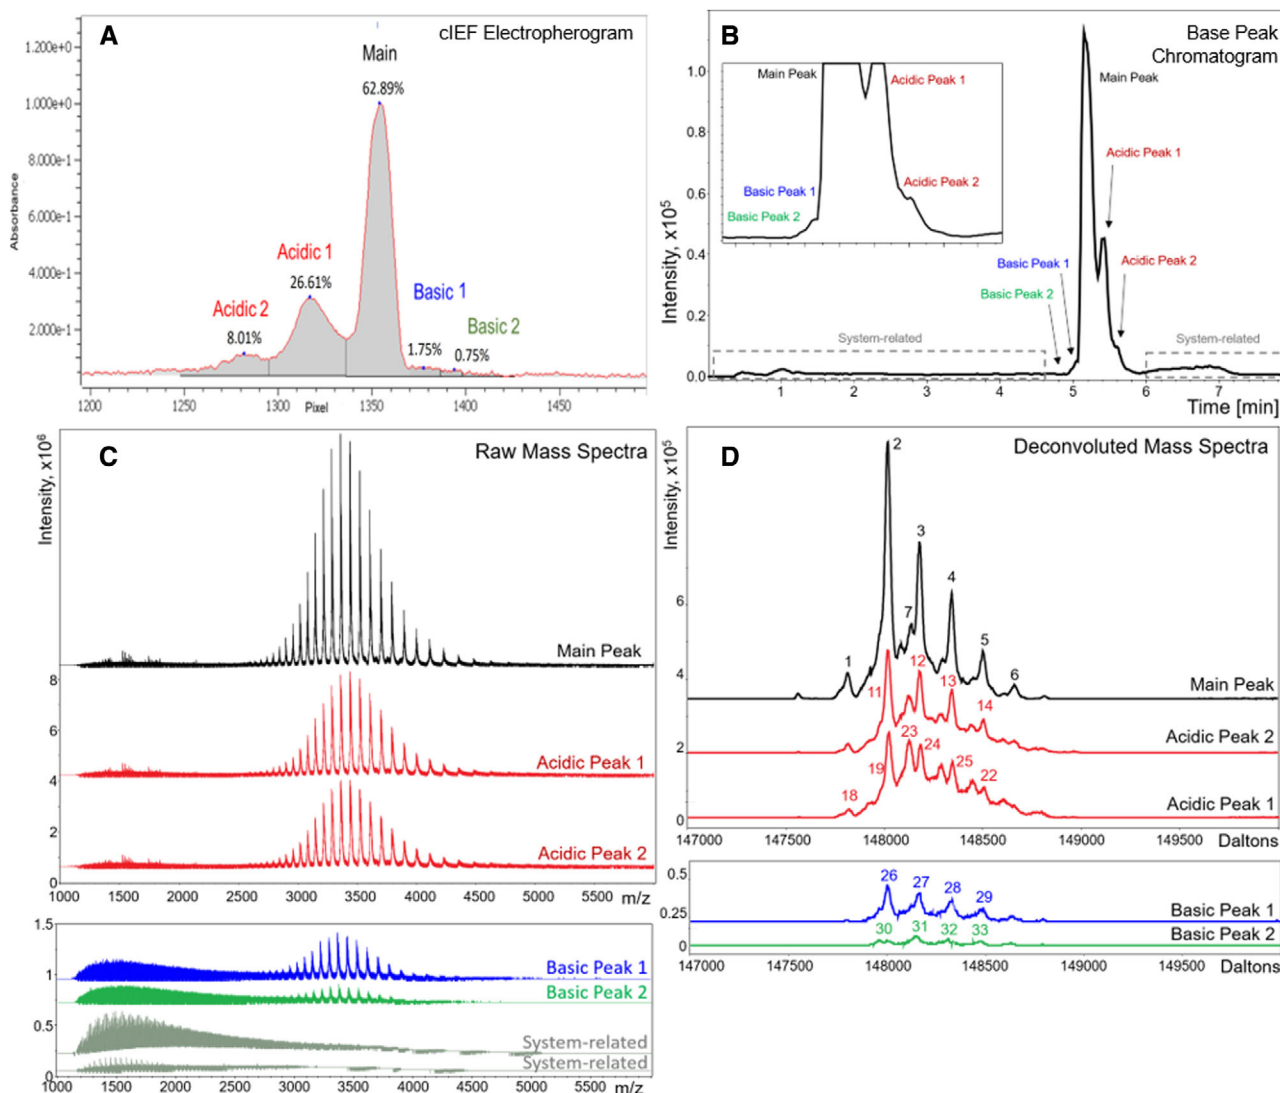 A
cIEF Electropherogram
Main
62.89%
Acidic 1
26.61%
Acidic 2
8.01%
Basic 1
1.75%
Basic 2
0.75%
Absorbance
1.200e+0
1.000e+0
8.000e-1
6.000e-1
4.000e-1
2.000e-1
1200
1250
1300
1350
1400
1450
Pixel
B
Base Peak
Chromatogram
Main Peak
Acidic Peak 1
Acidic Peak 2
Basic Peak 1
Basic Peak 2
Main Peak
Acidic Peak 1
Acidic Peak 2
Basic Peak 1
Basic Peak 2
System-related
System-related
Intensity, x10⁵
1.0
0.8
0.6
0.4
0.2
0.0
1
2
3
4
5
6
7
Time [min]
C
Raw Mass Spectra
Intensity, x10⁶
Main Peak
Acidic Peak 1
Acidic Peak 2
8
6
4
2
0
1000
1500
2000
2500
3000
3500
4000
4500
5000
5500
m/z
1.5
1
0.5
0
Basic Peak 1
Basic Peak 2
System-related
System-related
1000
1500
2000
2500
3000
3500
4000
4500
5000
5500
m/z
D
Deconvoluted Mass Spectra
Intensity, x10⁵
6
4
2
0
1
2
7
3
4
5
6
Main Peak
11
12
13
14
Acidic Peak 2
18
19
23
24
25
22
Acidic Peak 1
147000
147500
148000
148500
149000
149500
Daltons
0.5
0.25
0
26
27
28
29
Basic Peak 1
30
31
32
33
Basic Peak 2
147000
147500
148000
148500
149000
149500
Daltons